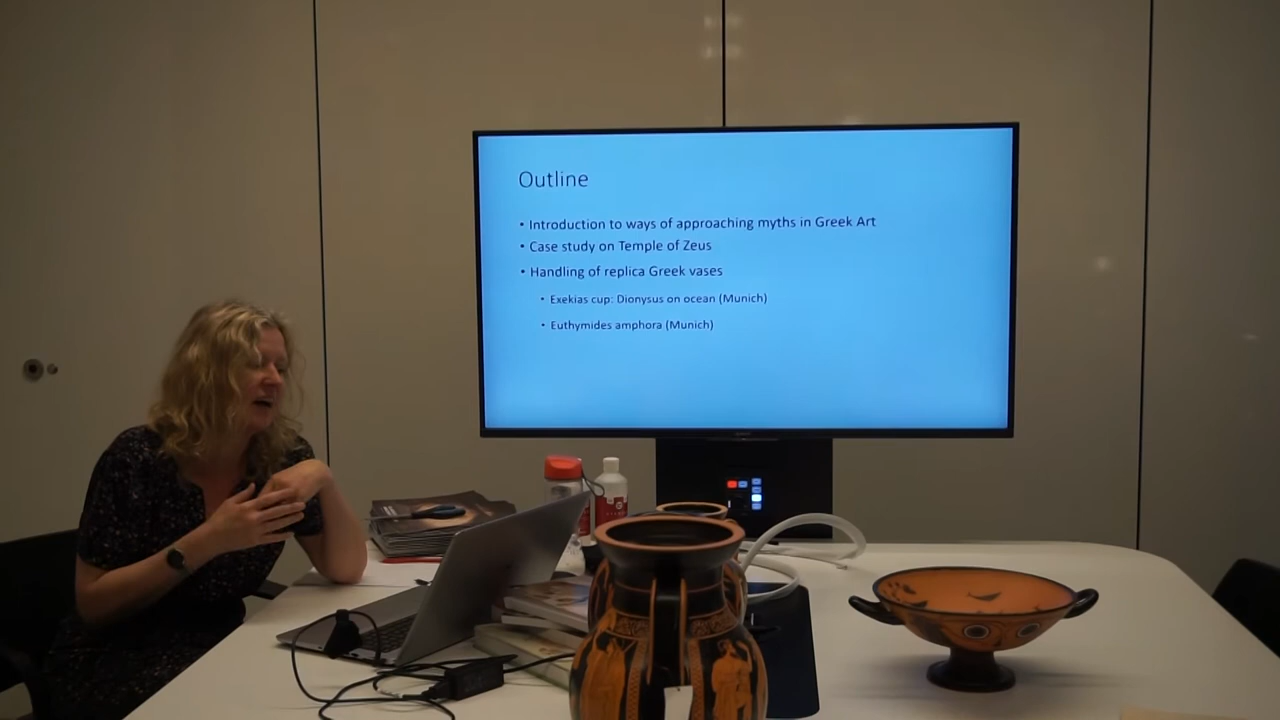 Outline
• Introduction to ways of approaching myths in Greek Art
• Case study on Temple of Zeus
• Handling of replica Greek vases
• Exekias cup: Dionysus on ocean (Munich)
• Euthymides amphora (Munich)